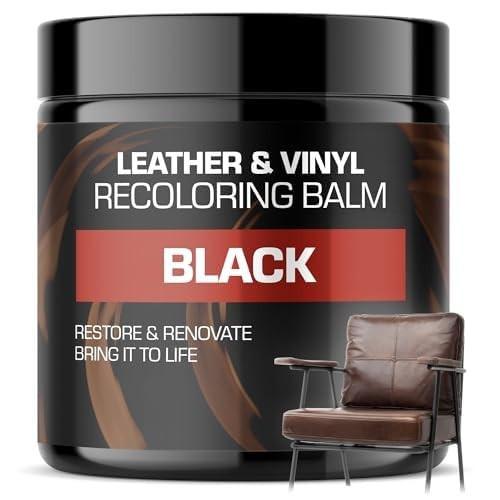 LEATHER & VINYL
RECOLORING BALM
BLACK
RESTORE & RENOVATE
BRING IT TO LIFE